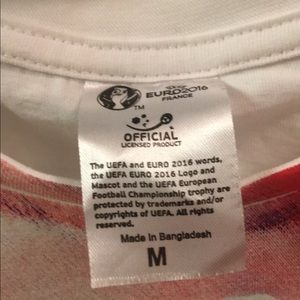 EURO2016
FRANCE
TM
OFFICIAL
LICENSED PRODUCT
The UEFA and EURO 2016 words,
the UEFA EURO 2016 Logo and
Mascot and the UEFA European
Football Championship trophy are
protected by trademarks and/or
copyrights of UEFA. All rights
reserved.
Made in Bangladesh
M